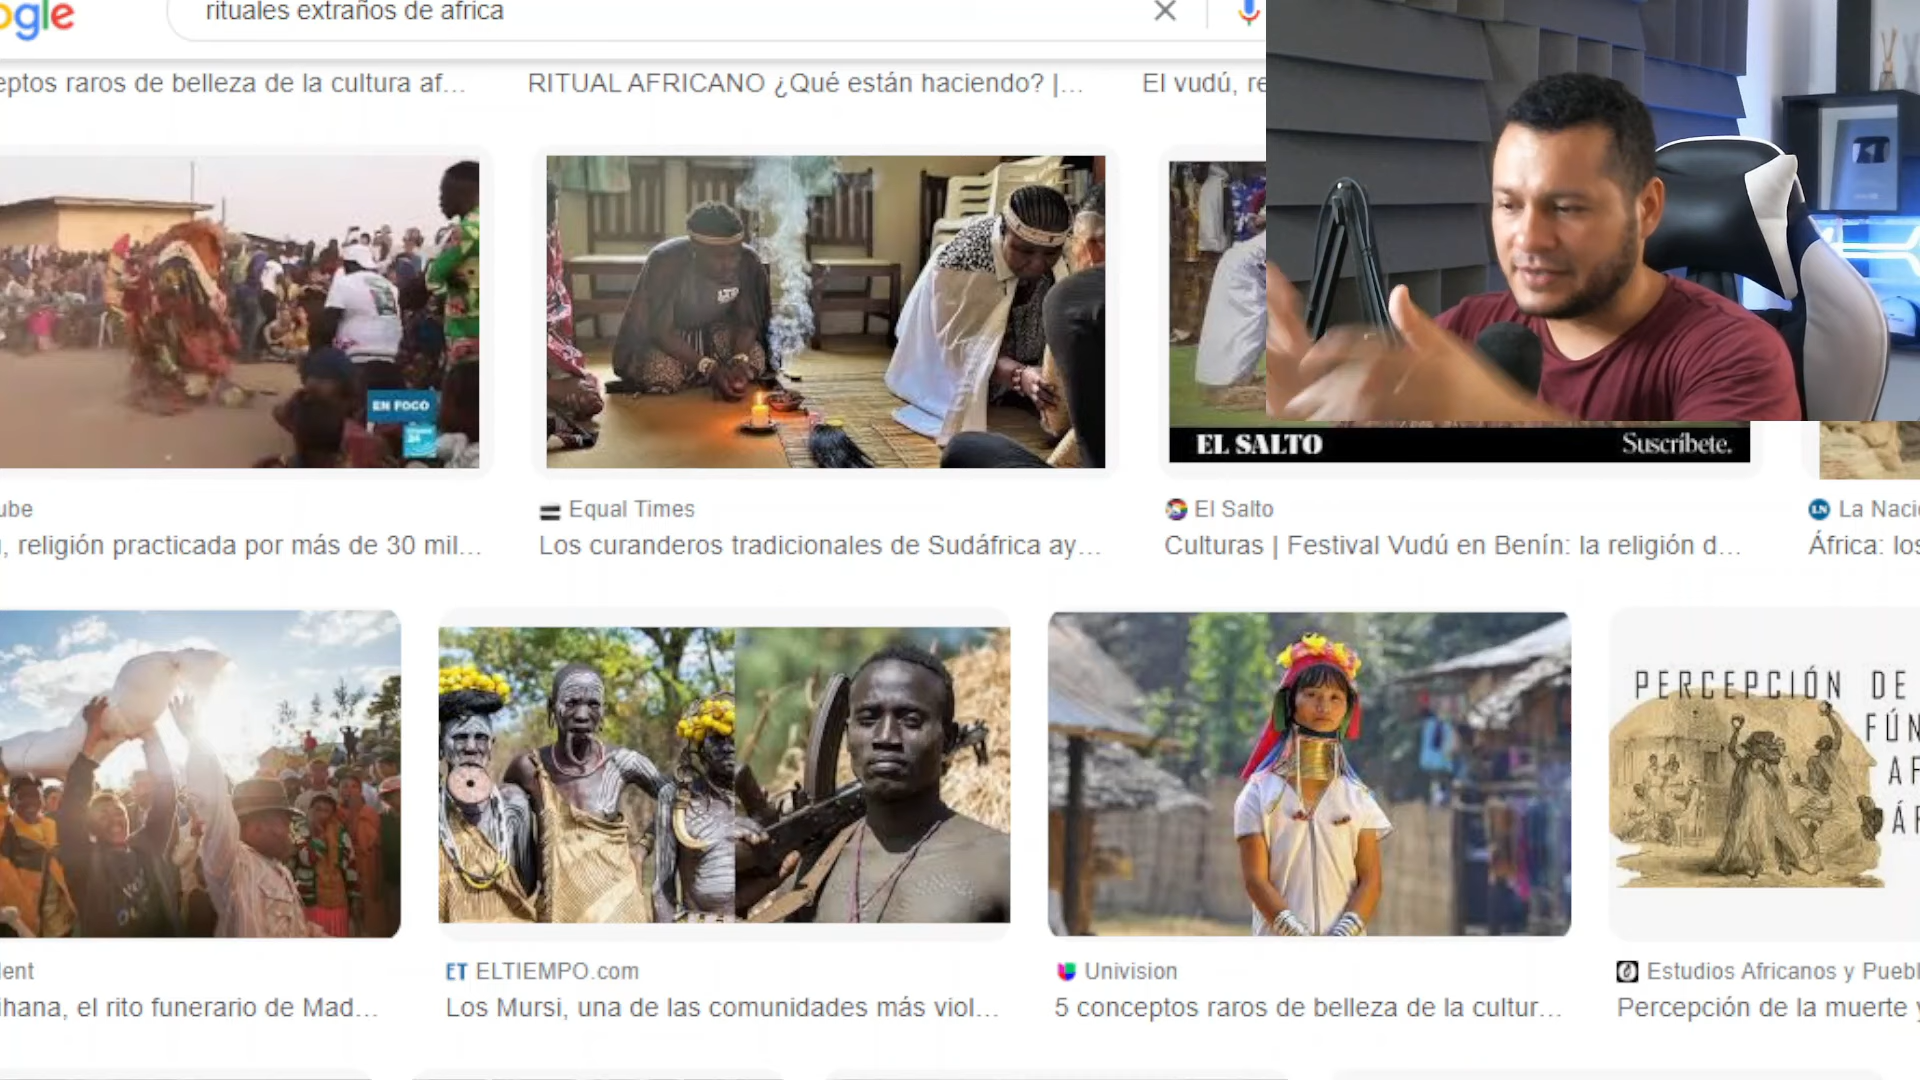 ogle
rituales extraños de africa
eptos raros de belleza de la cultura af...
RITUAL AFRICANO ¿Qué están haciendo? |...
El vudú, re
EN FOCO
EL SALTO
Suscríbete.
ube
Equal Times
El Salto
LN La Naci
, religión practicada por más de 30 mil...
Los curanderos tradicionales de Sudáfrica ay...
Culturas | Festival Vudú en Benín: la religión d...
África: los
PERCEPCIÓN DE
FÚN
AF
ÁF
lent
ET ELTIEMPO.com
Univision
Estudios Africanos y Puebl
ihana, el rito funerario de Mad...
Los Mursi, una de las comunidades más viol...
5 conceptos raros de belleza de la cultur...
Percepción de la muerte y